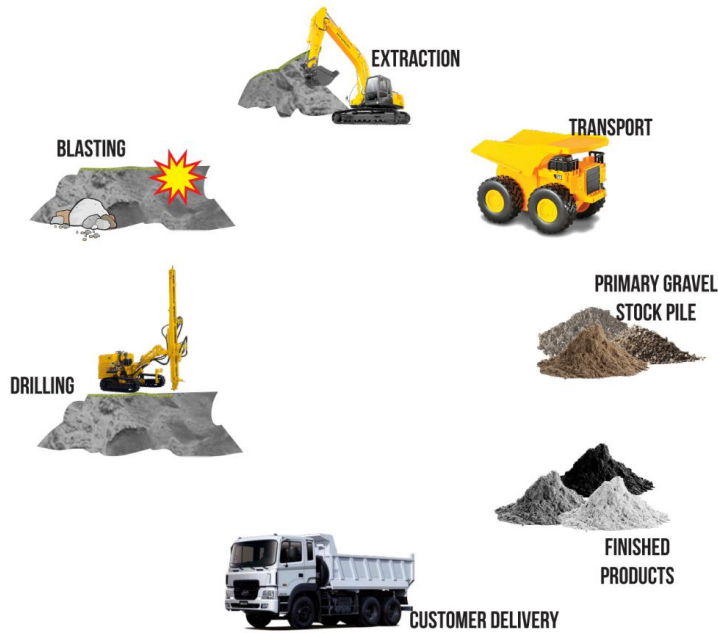 EXTRACTION
TRANSPORT
BLASTING
PRIMARY GRAVEL
STOCK PILE
DRILLING
FINISHED
PRODUCTS
CUSTOMER DELIVERY